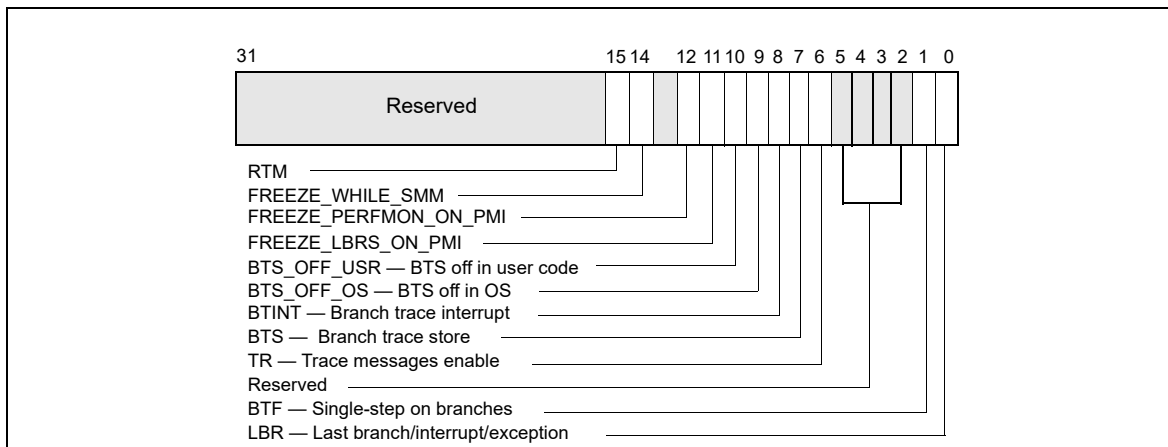 31 15 14 12 11 10 9 8 7 6 5 4 3 2 1 0
Reserved
RTM
FREEZE_WHILE_SMM
FREEZE_PERFMON_ON_PMI
FREEZE_LBRS_ON_PMI
BTS_OFF_USR — BTS off in user code
BTS_OFF_OS — BTS off in OS
BTINT — Branch trace interrupt
BTS — Branch trace store
TR — Trace messages enable
Reserved
BTF — Single-step on branches
LBR — Last branch/interrupt/exception